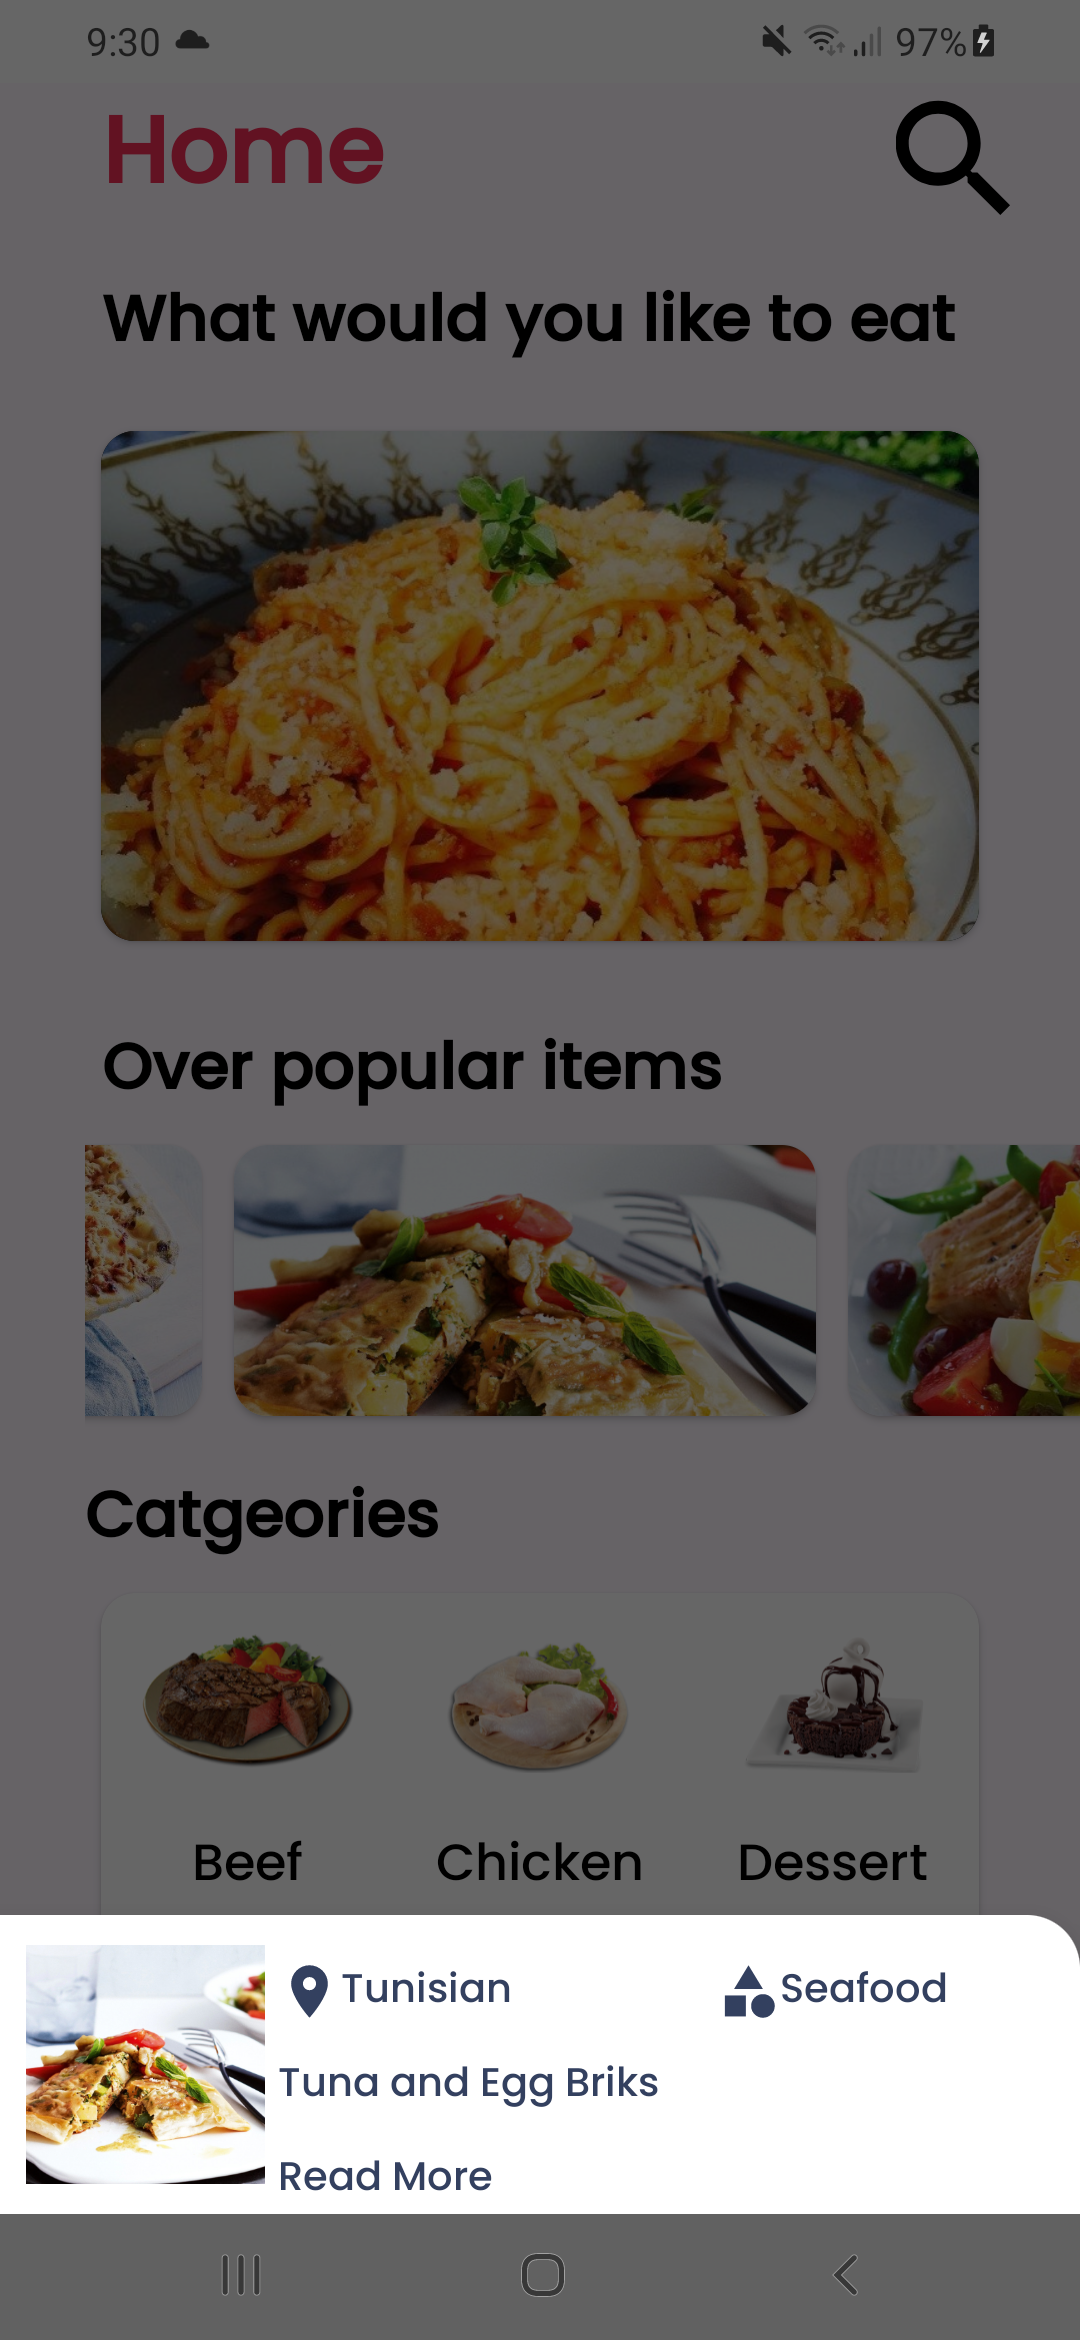 9:30 97%
Home
What would you like to eat
Over popular items
Catgeories
Beef Chicken Dessert
Tunisian Seafood
Tuna and Egg Briks
Read More